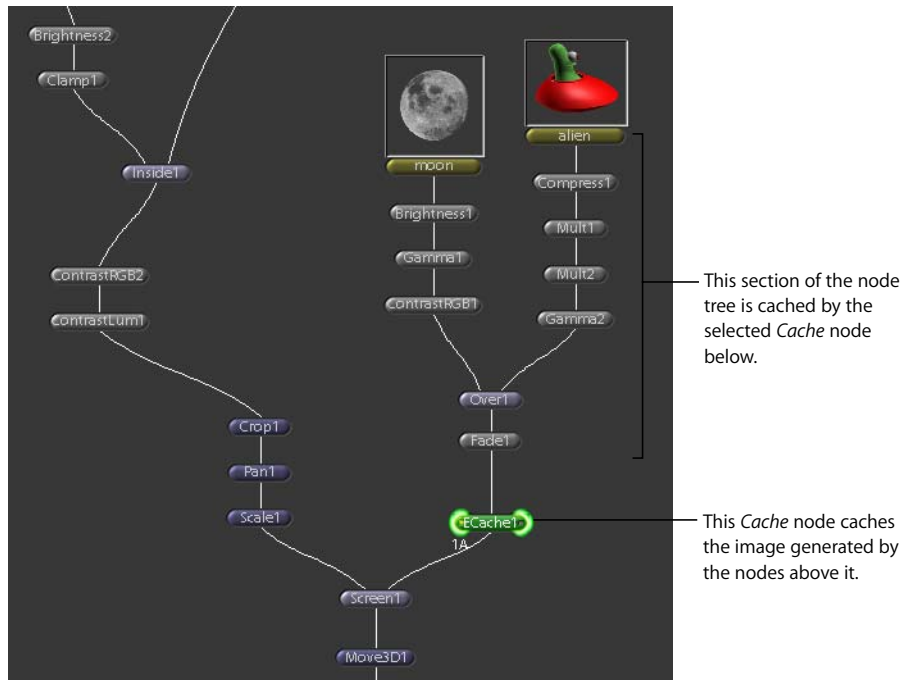 Brightness2
Clamp1
Inside1
ContrastRGB2
ContrastLum1
Crop1
Pan1
Scale1
moon
Brightness1
Gamma1
ContrastRGB1
alien
Compress1
Mult1
Mult2
Gamma2
Over1
Fade1
ECache1
1A
Screen1
Move3D1
This section of the node
tree is cached by the
selected Cache node
below.
This Cache node caches
the image generated by
the nodes above it.